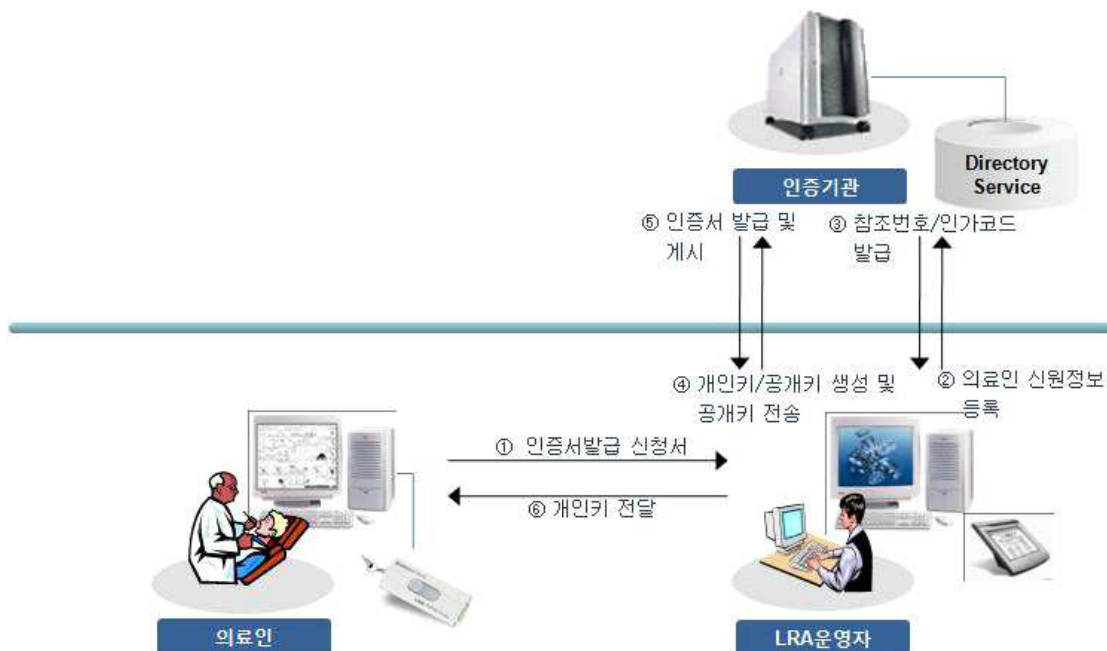 Directory
Service
인증기관
⑤ 인증서 발급 및
게시
③ 참조번호/인가코드
발급
④ 개인키/공개키 생성 및
공개키 전송
② 의료인 신원정보
등록
① 인증서발급 신청서
⑥ 개인키 전달
의료인
LRA운영자